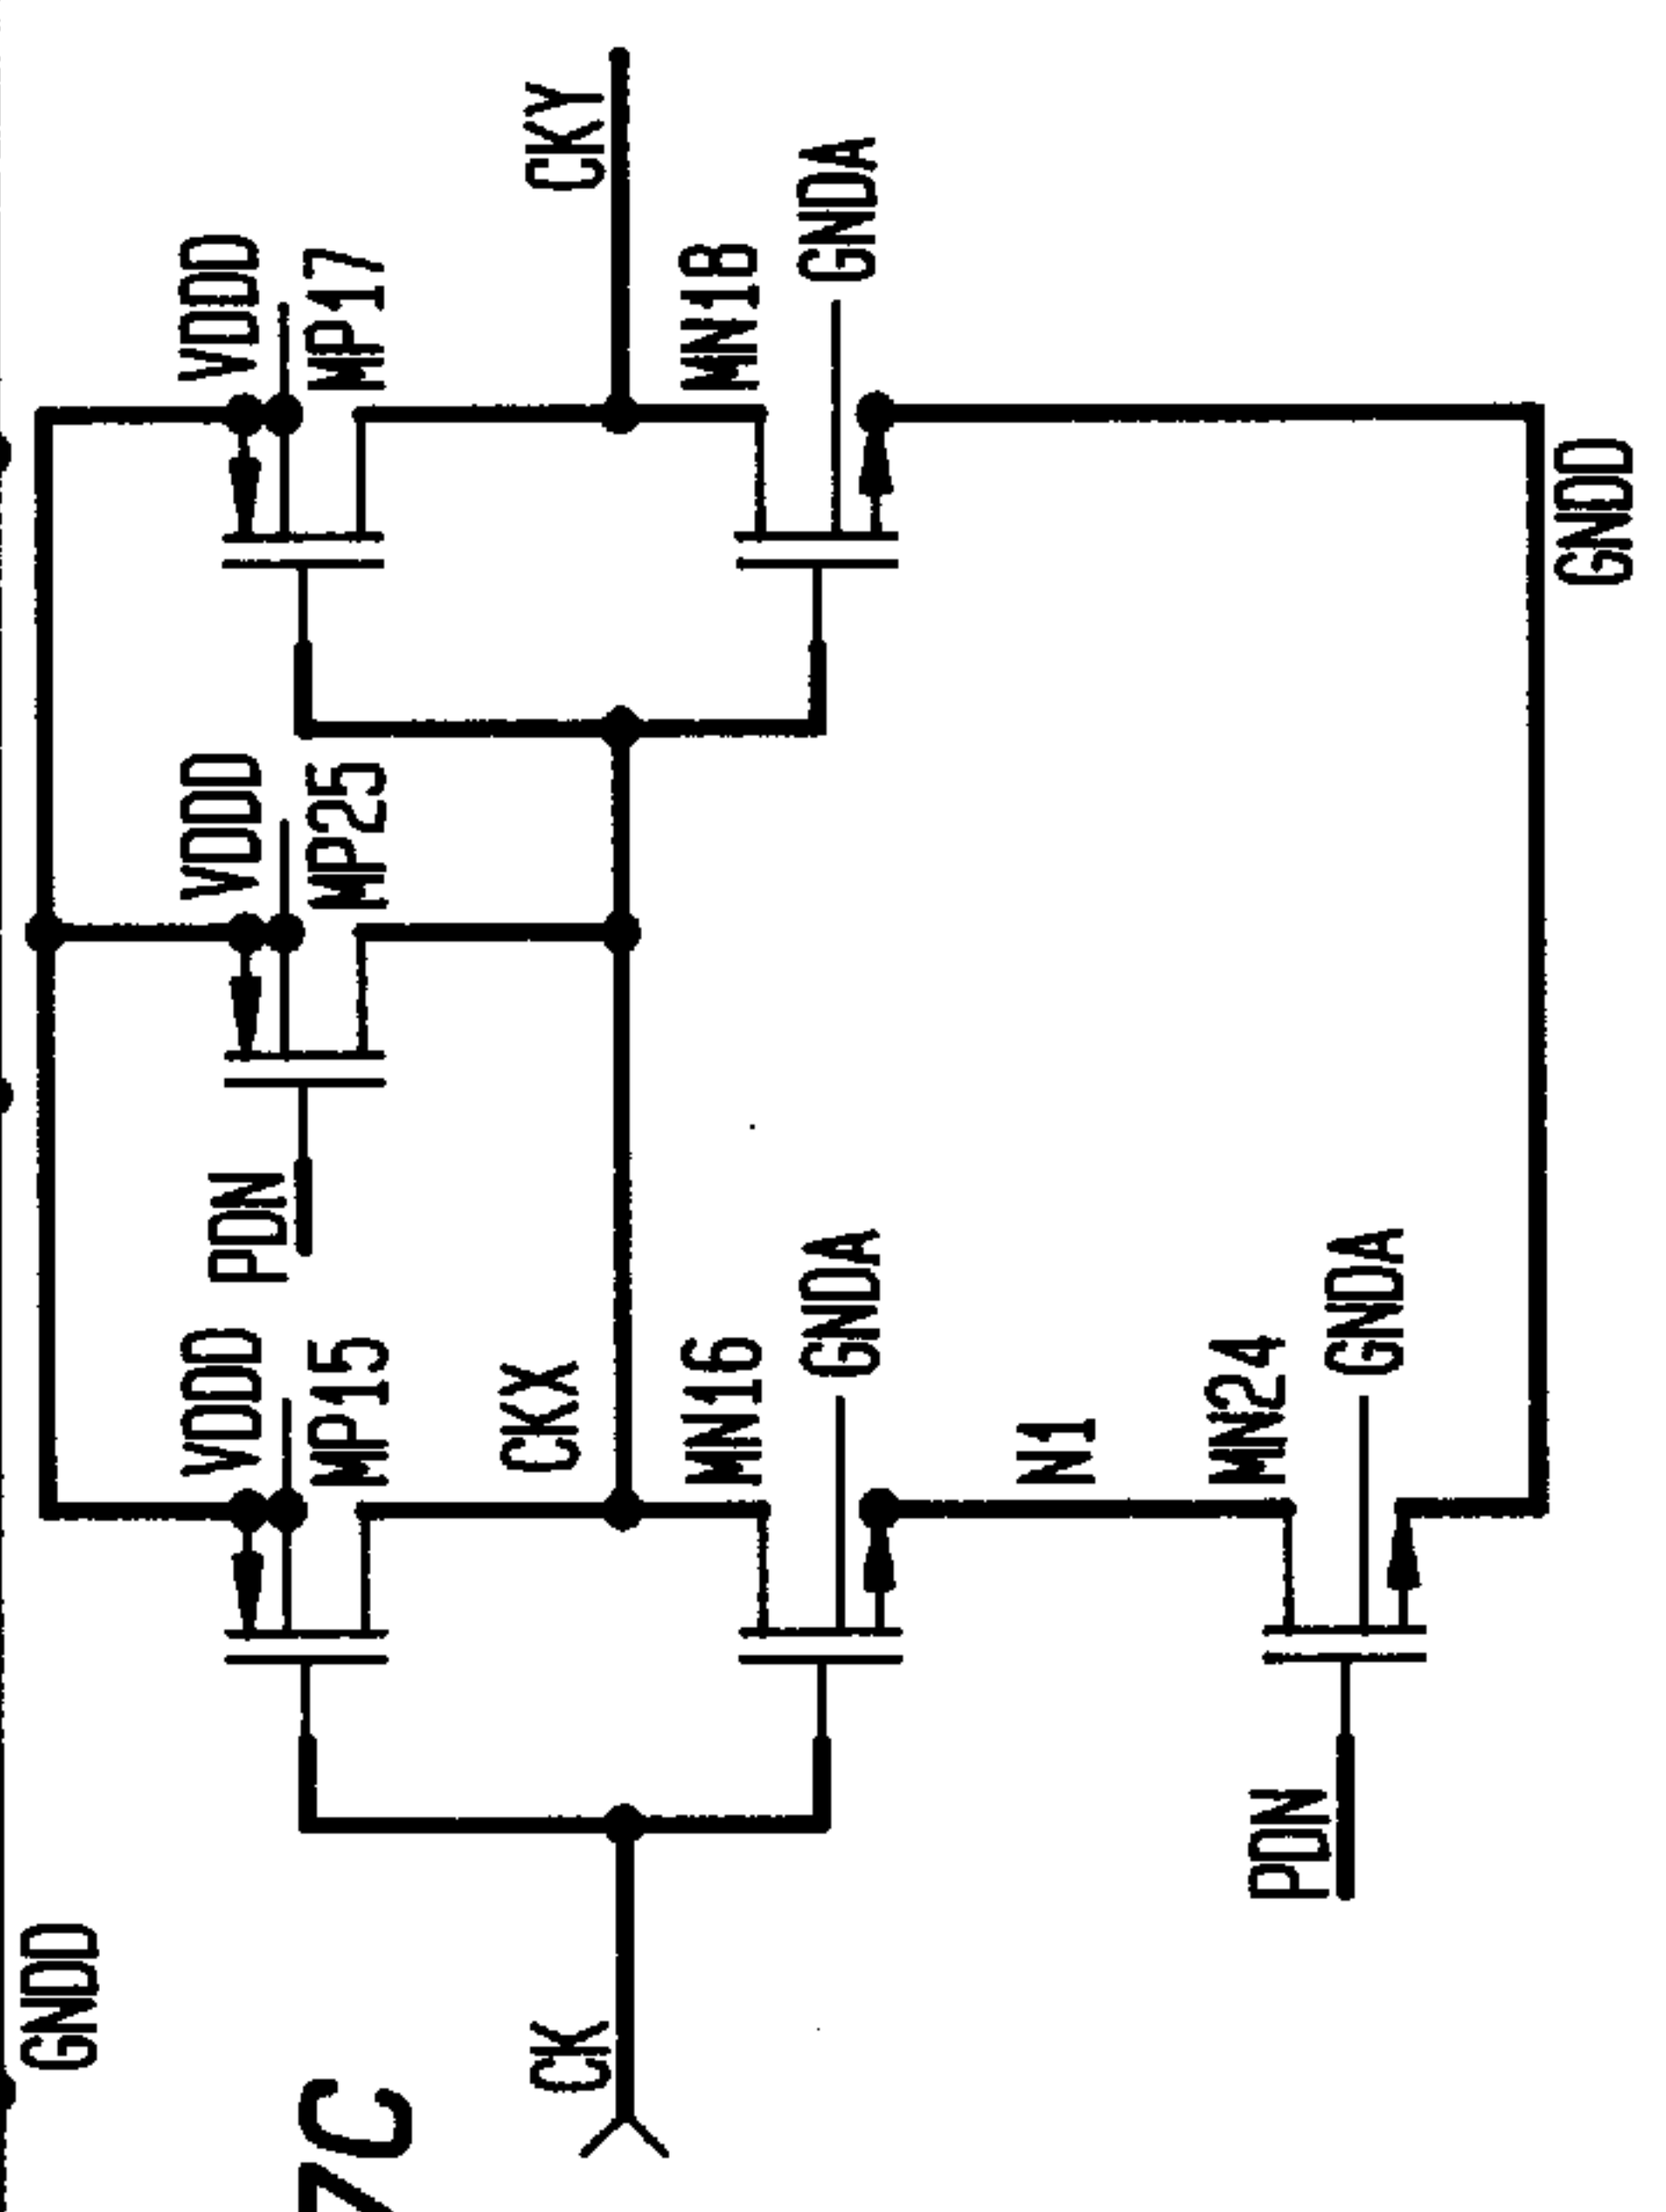 GNDD
VDDD
VDDD
VDDD
PDN
7C
MP15
MP25
MP17
CK
CKX
CKY
MN16
MN18
GNDA
GNDA
N1
MN24
PDN
GNDA
GNDD